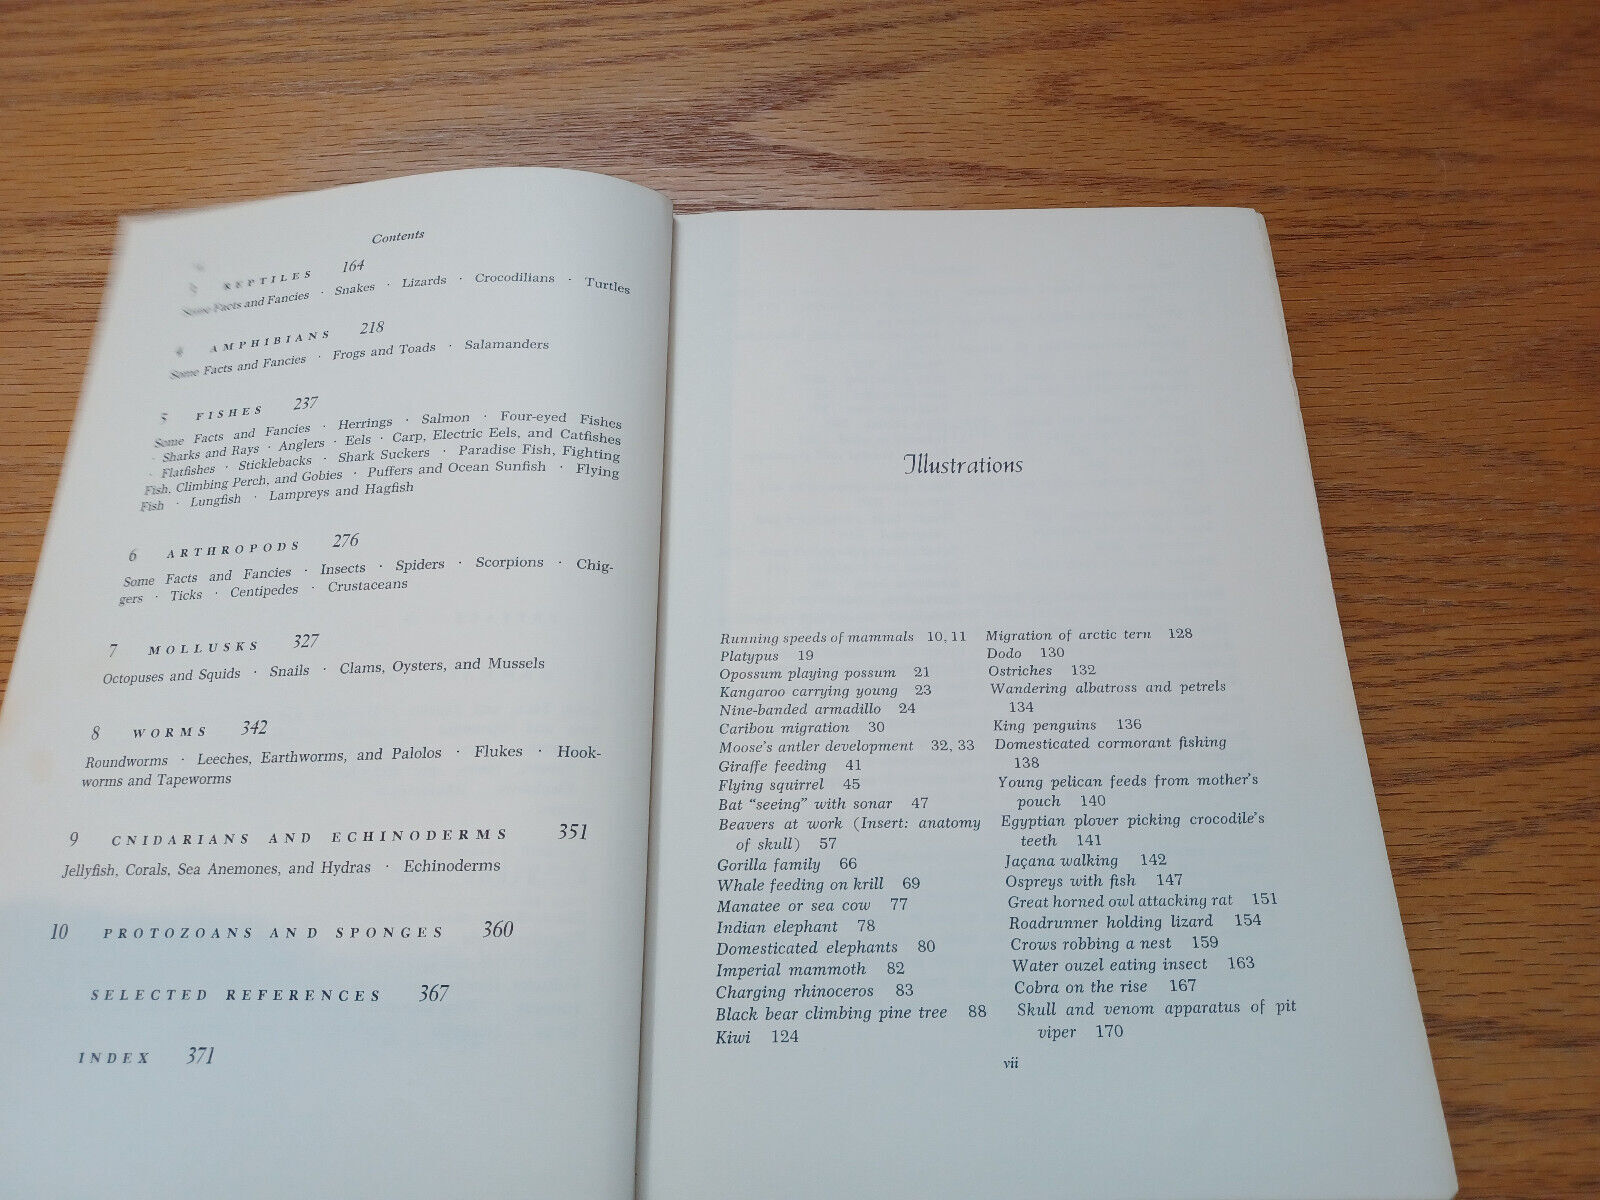 Contents
REPTILES 164
Some Facts and Fancies · Snakes · Lizards · Crocodilians · Turtles
4 AMPHIBIANS 218
Some Facts and Fancies · Frogs and Toads · Salamanders
5 FISHES 237
Some Facts and Fancies · Herrings · Salmon · Four-eyed Fishes
· Sharks and Rays · Anglers · Eels · Carp, Electric Eels, and Catfishes
· Flatfishes · Sticklebacks · Shark Suckers · Paradise Fish, Fighting
Fish, Climbing Perch, and Gobies · Puffers and Ocean Sunfish · Flying
Fish · Lungfish · Lampreys and Hagfish
6 ARTHROPODS 276
Some Facts and Fancies · Insects · Spiders · Scorpions · Chig-
gers · Ticks · Centipedes · Crustaceans
7 MOLLUSKS 327
Octopuses and Squids · Snails · Clams, Oysters, and Mussels
8 WORMS 342
Roundworms · Leeches, Earthworms, and Palolos · Flukes · Hook-
worms and Tapeworms
9 CNIDARIANS AND ECHINODERMS 351
Jellyfish, Corals, Sea Anemones, and Hydras · Echinoderms
10 PROTOZOANS AND SPONGES 360
SELECTED REFERENCES 367
INDEX 371
Illustrations
Running speeds of mammals 10, 11
Platypus 19
Opossum playing possum 21
Kangaroo carrying young 23
Nine-banded armadillo 24
Caribou migration 30
Moose's antler development 32, 33
Giraffe feeding 41
Flying squirrel 45
Bat "seeing" with sonar 47
Beavers at work (Insert: anatomy
of skull) 57
Gorilla family 66
Whale feeding on krill 69
Manatee or sea cow 77
Indian elephant 78
Domesticated elephants 80
Imperial mammoth 82
Charging rhinoceros 83
Black bear climbing pine tree 88
Kiwi 124
Migration of arctic tern 128
Dodo 130
Ostriches 132
Wandering albatross and petrels
134
King penguins 136
Domesticated cormorant fishing
138
Young pelican feeds from mother's
pouch 140
Egyptian plover picking crocodile's
teeth 141
Jaçana walking 142
Ospreys with fish 147
Great horned owl attacking rat 151
Roadrunner holding lizard 154
Crows robbing a nest 159
Water ouzel eating insect 163
Cobra on the rise 167
Skull and venom apparatus of pit
viper 170
vii